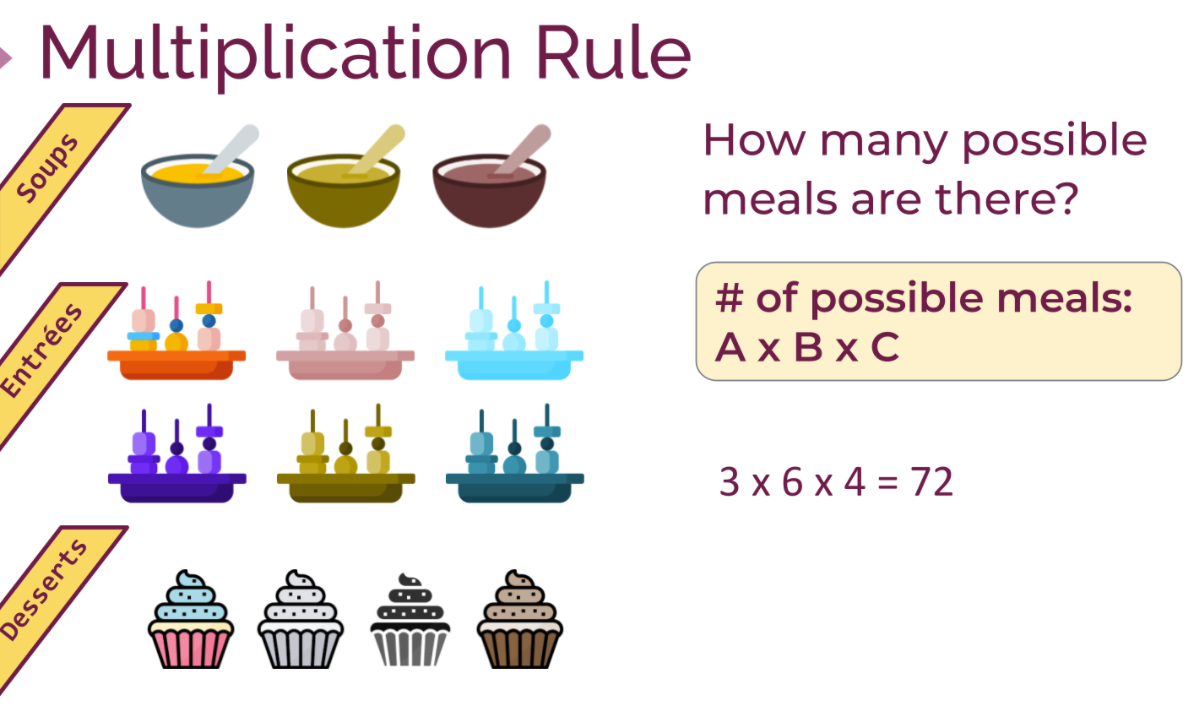 Multiplication Rule
Soups
How many possible
meals are there?
# of possible meals:
A x B x C
Entrées
3 x 6 x 4 = 72
Desserts